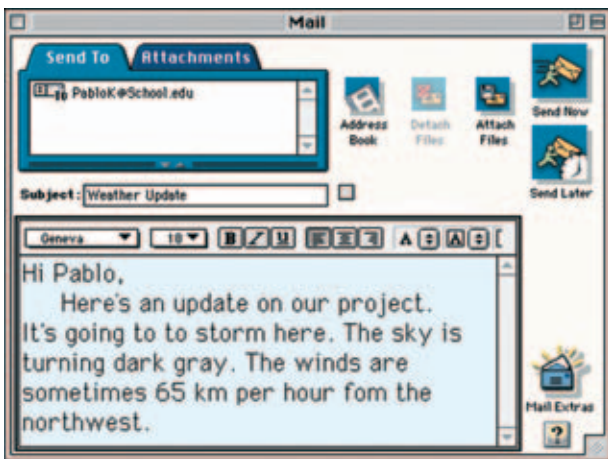 Mail
Send To
Attachments
PabloK@School.edu
Address Book
Detach Files
Attach Files
Send Now
Send Later
Subject: Weather Update
Geneva
18
B I U
A
A
Hi Pablo,
Here's an update on our project.
It's going to to storm here. The sky is
turning dark gray. The winds are
sometimes 65 km per hour fom the
northwest.
Mail Extras
?